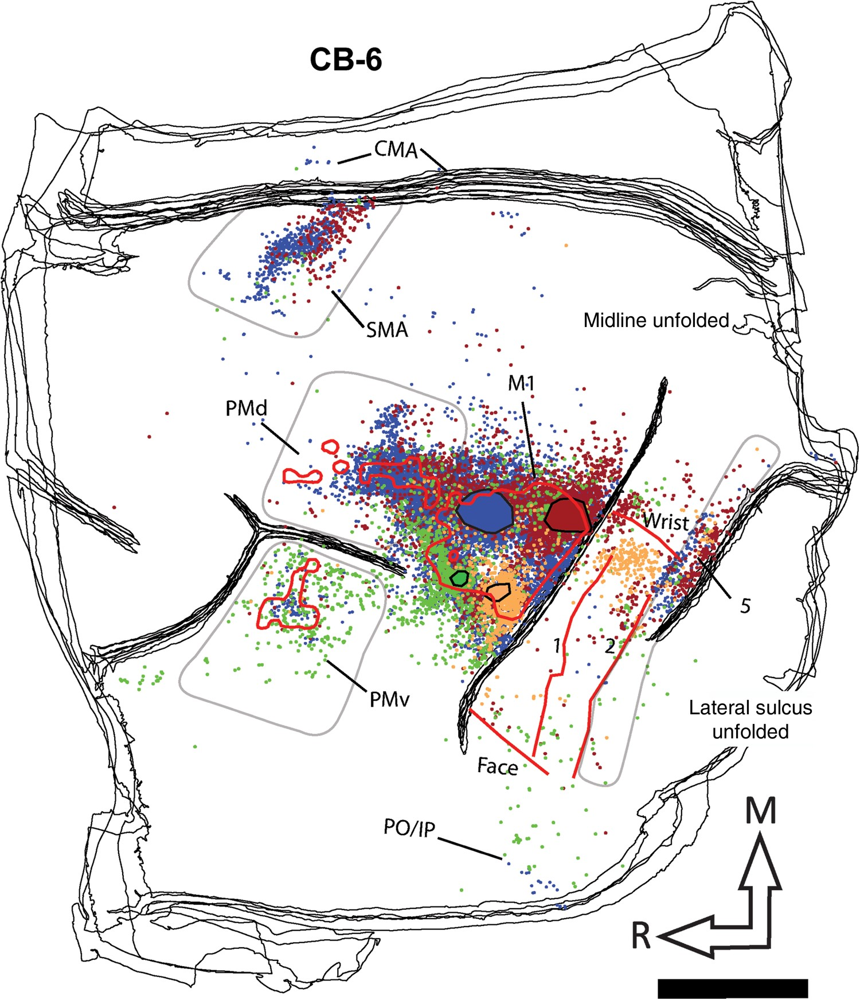 CB-6
CMA
SMA
Midline unfolded
M1
PMd
Wrist
5
1
2
PMv
Lateral sulcus
unfolded
Face
M
PO/IP
R